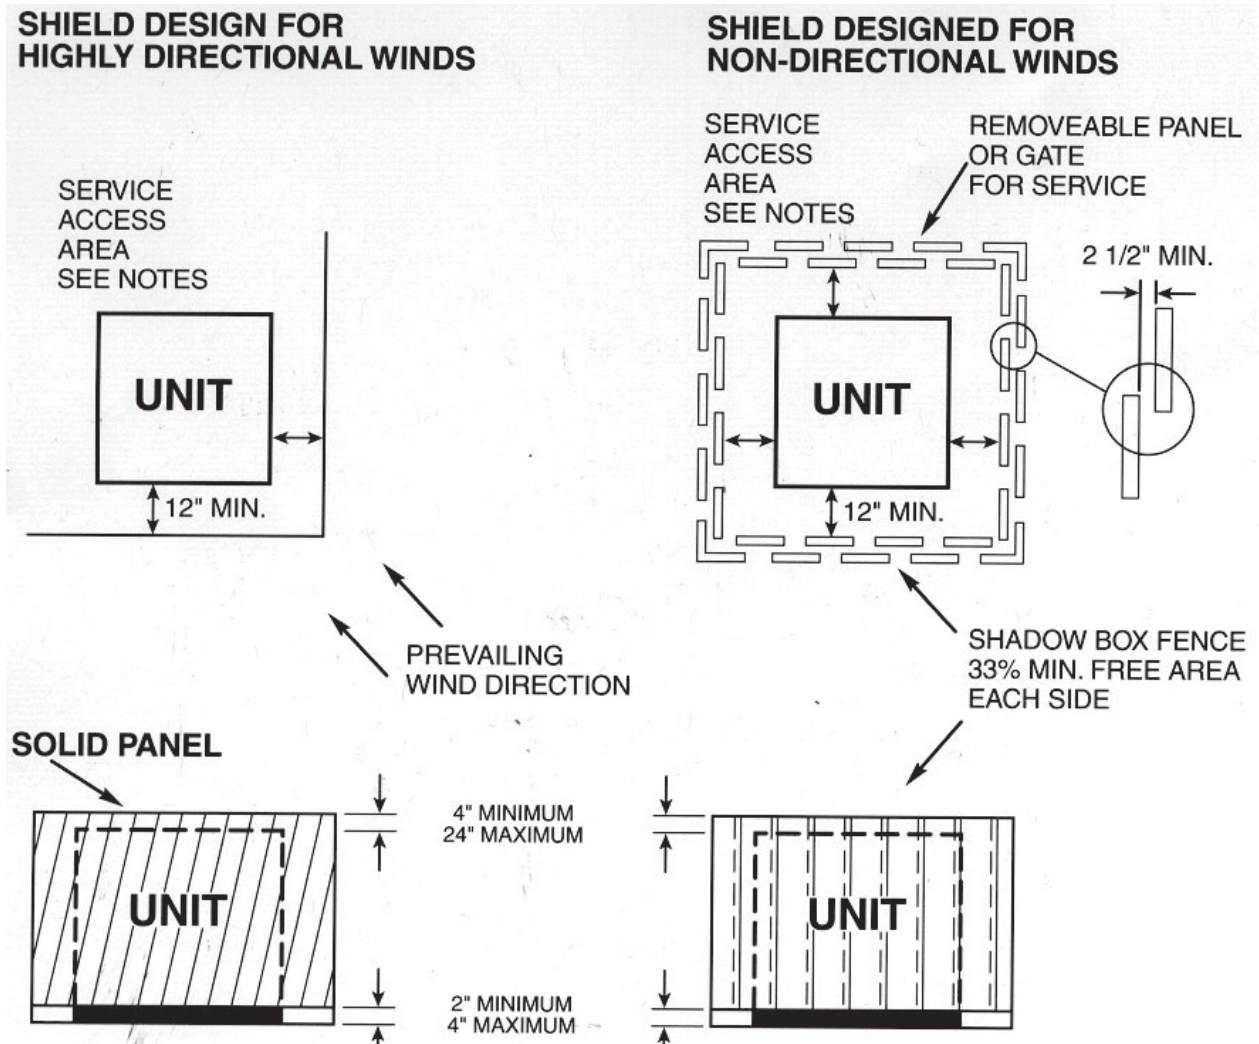 SHIELD DESIGN FOR
HIGHLY DIRECTIONAL WINDS
SERVICE
ACCESS
AREA
SEE NOTES
UNIT
12" MIN.
PREVAILING
WIND DIRECTION
SHIELD DESIGNED FOR
NON-DIRECTIONAL WINDS
SERVICE
ACCESS
AREA
SEE NOTES
REMOVEABLE PANEL
OR GATE
FOR SERVICE
2 1/2" MIN.
UNIT
12" MIN.
SHADOW BOX FENCE
33% MIN. FREE AREA
EACH SIDE
SOLID PANEL
UNIT
4" MINIMUM
24" MAXIMUM
2" MINIMUM
4" MAXIMUM
UNIT